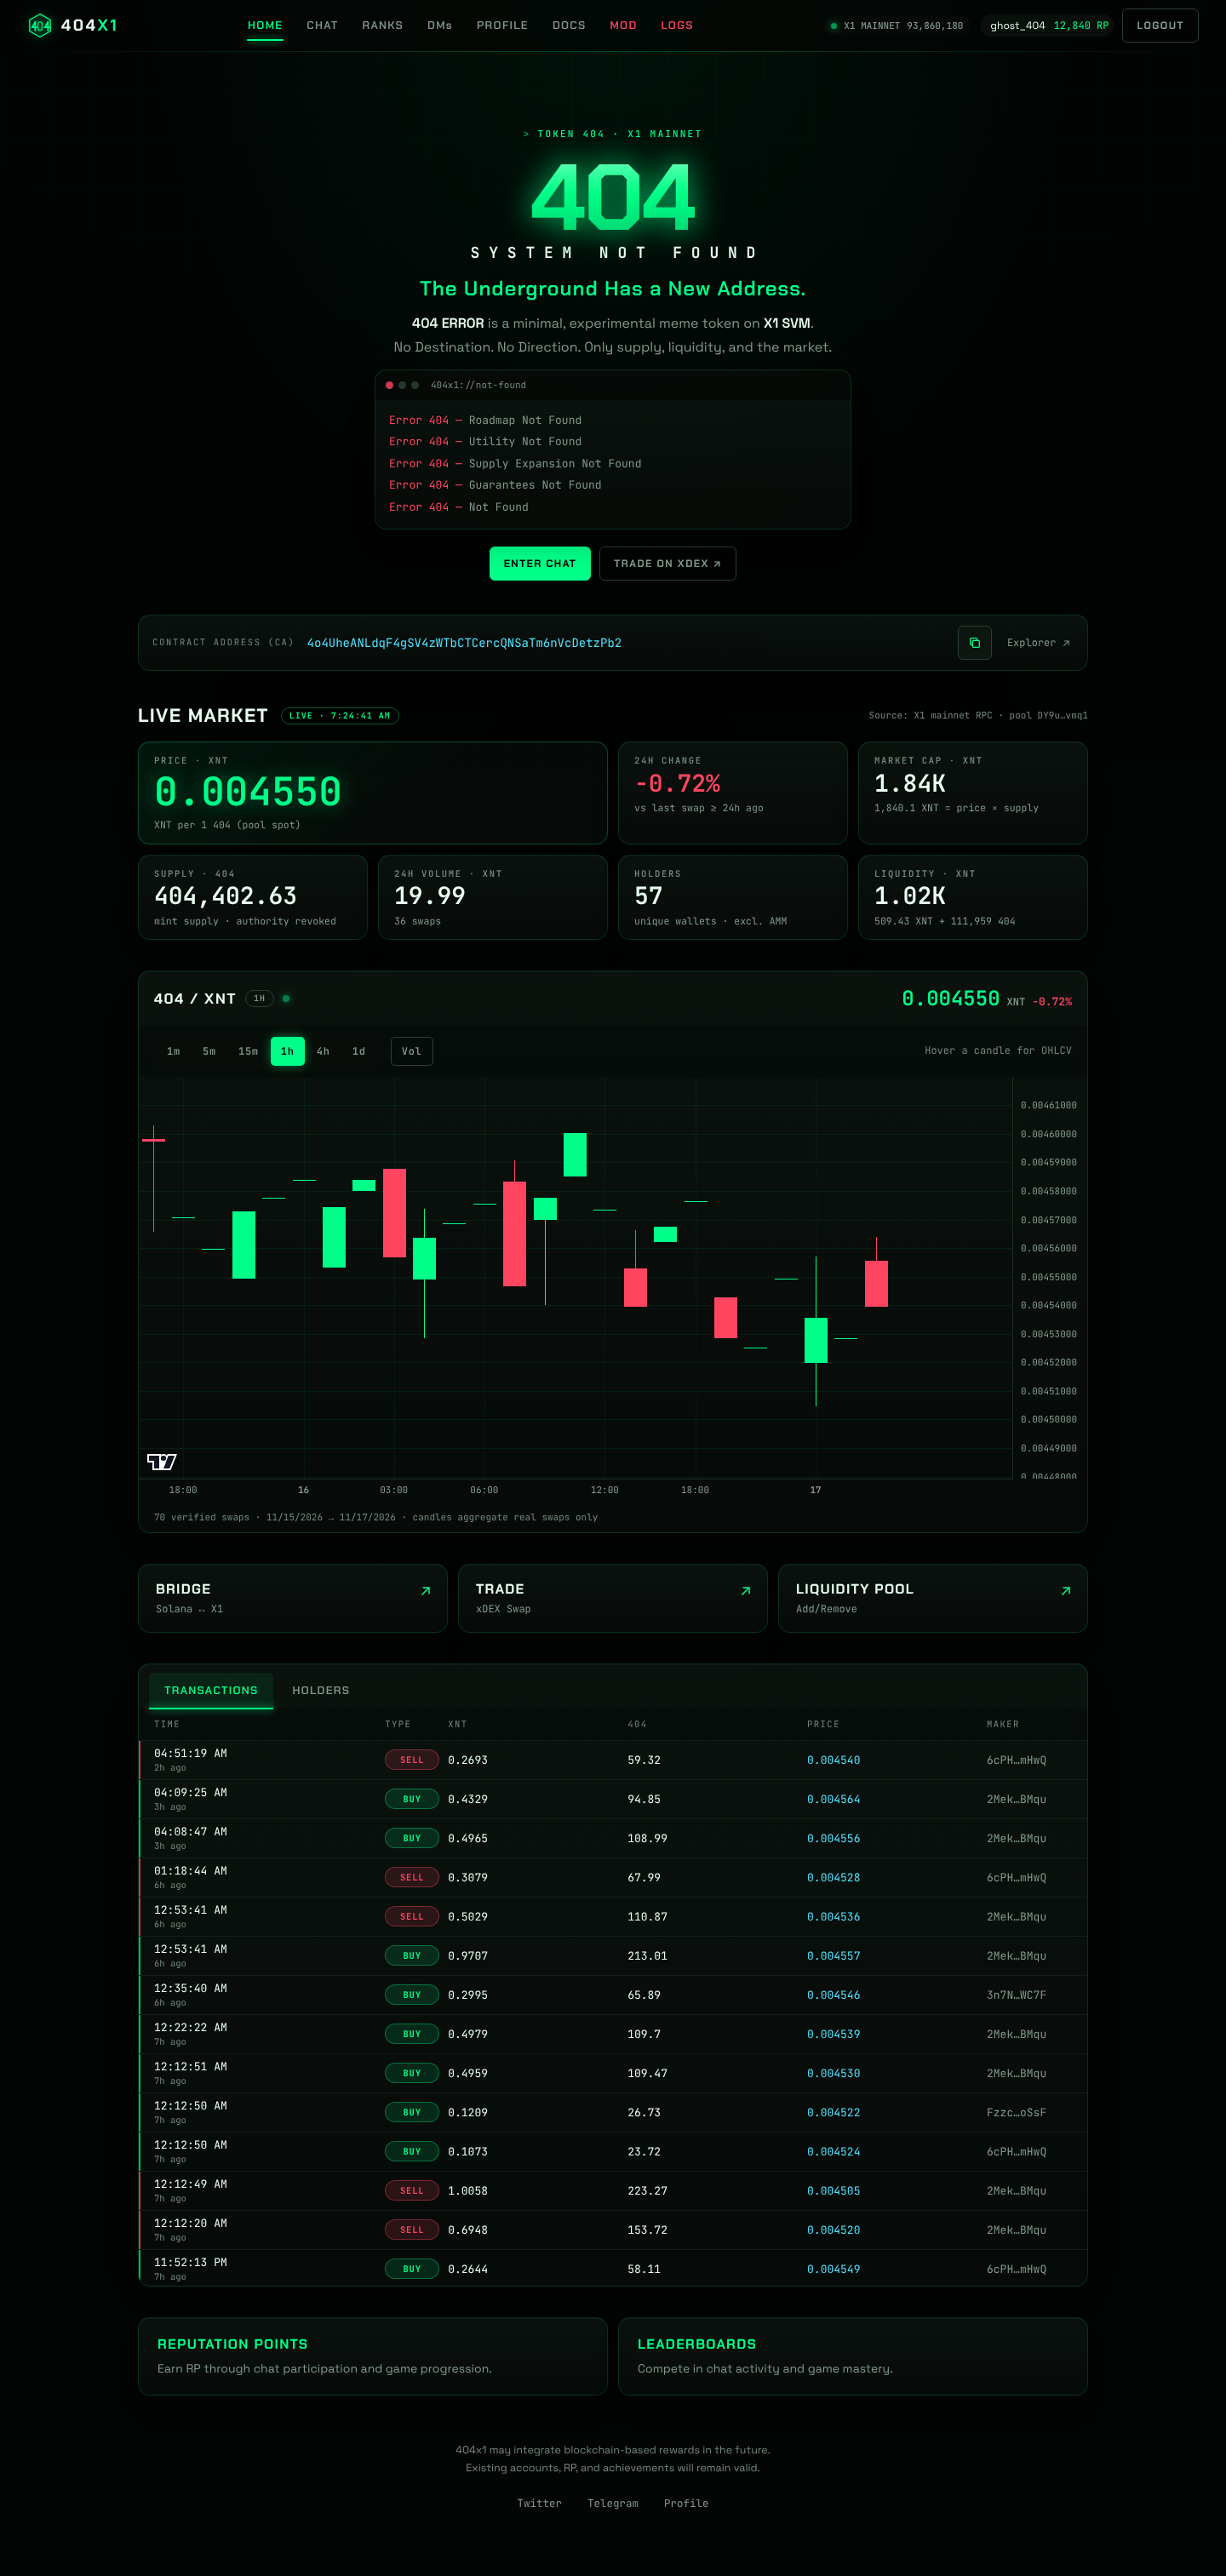 404 404X1 HOME CHAT RANKS DMs PROFILE DOCS MOD LOGS X1 MAINNET 93,860,180 ghost_404 12,840 RP LOGOUT
> TOKEN 404 · X1 MAINNET
404
SYSTEM NOT FOUND
The Underground Has a New Address.
404 ERROR is a minimal, experimental meme token on X1 SVM.
No Destination. No Direction. Only supply, liquidity, and the market.
404x1://not-found
Error 404 — Roadmap Not Found
Error 404 — Utility Not Found
Error 404 — Supply Expansion Not Found
Error 404 — Guarantees Not Found
Error 404 — Not Found
ENTER CHAT TRADE ON XDEX ↗
CONTRACT ADDRESS (CA) 4o4UheANLdqF4gSV4zWTbCTCercQNSaTm6nVcDetzPb2 Explorer ↗
LIVE MARKET LIVE · 7:24:41 AM Source: X1 mainnet RPC · pool DY9u…vmq1
PRICE · XNT
0.004550
XNT per 1 404 (pool spot)
24H CHANGE
-0.72%
vs last swap ≥ 24h ago
MARKET CAP · XNT
1.84K
1,840.1 XNT = price × supply
SUPPLY · 404
404,402.63
mint supply · authority revoked
24H VOLUME · XNT
19.99
36 swaps
HOLDERS
57
unique wallets · excl. AMM
LIQUIDITY · XNT
1.02K
509.43 XNT + 111,959 404
404 / XNT 1H 0.004550 XNT -0.72%
1m 5m 15m 1h 4h 1d Vol Hover a candle for OHLCV
0.00461000
0.00460000
0.00459000
0.00458000
0.00457000
0.00456000
0.00455000
0.00454000
0.00453000
0.00452000
0.00451000
0.00450000
0.00449000
0.00448000
18:00 16 03:00 06:00 12:00 18:00 17
70 verified swaps · 11/15/2026 → 11/17/2026 · candles aggregate real swaps only
BRIDGE ↗
Solana ↔ X1
TRADE ↗
xDEX Swap
LIQUIDITY POOL ↗
Add/Remove
TRANSACTIONS HOLDERS
TIME TYPE XNT 404 PRICE MAKER
04:51:19 AM SELL 0.2693 59.32 0.004540 6cPH…mHwQ
2h ago
04:09:25 AM BUY 0.4329 94.85 0.004564 2Mek…BMqu
3h ago
04:08:47 AM BUY 0.4965 108.99 0.004556 2Mek…BMqu
3h ago
01:18:44 AM SELL 0.3079 67.99 0.004528 6cPH…mHwQ
6h ago
12:53:41 AM SELL 0.5029 110.87 0.004536 2Mek…BMqu
6h ago
12:53:41 AM BUY 0.9707 213.01 0.004557 2Mek…BMqu
6h ago
12:35:40 AM BUY 0.2995 65.89 0.004546 3n7N…WC7F
6h ago
12:22:22 AM BUY 0.4979 109.7 0.004539 2Mek…BMqu
7h ago
12:12:51 AM BUY 0.4959 109.47 0.004530 2Mek…BMqu
7h ago
12:12:50 AM BUY 0.1209 26.73 0.004522 Fzzc…oSsF
7h ago
12:12:50 AM BUY 0.1073 23.72 0.004524 6cPH…mHwQ
7h ago
12:12:49 AM SELL 1.0058 223.27 0.004505 2Mek…BMqu
7h ago
12:12:20 AM SELL 0.6948 153.72 0.004520 2Mek…BMqu
7h ago
11:52:13 PM BUY 0.2644 58.11 0.004549 6cPH…mHwQ
7h ago
REPUTATION POINTS
Earn RP through chat participation and game progression.
LEADERBOARDS
Compete in chat activity and game mastery.
404x1 may integrate blockchain-based rewards in the future.
Existing accounts, RP, and achievements will remain valid.
Twitter Telegram Profile